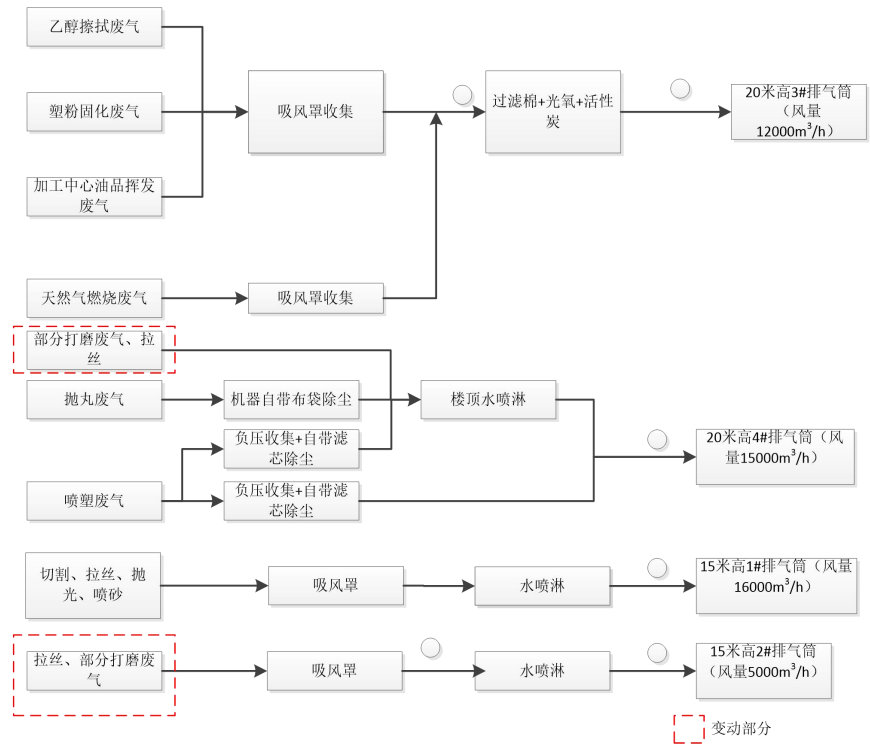 乙醇擦拭废气
塑粉固化废气
加工中心油品挥发
废气
吸风罩收集
过滤棉+光氧+活性
炭
20米高3#排气筒
（风量
12000m³/h）
天然气燃烧废气
吸风罩收集
部分打磨废气、拉
丝
抛丸废气
机器自带布袋除尘
楼顶水喷淋
负压收集+自带滤
芯除尘
喷塑废气
负压收集+自带滤
芯除尘
20米高4#排气筒（风
量15000m³/h）
切割、拉丝、抛
光、喷砂
吸风罩
水喷淋
15米高1#排气筒（风量
16000m³/h）
拉丝、部分打磨废
气
吸风罩
水喷淋
15米高2#排气筒
（风量5000m³/h）
变动部分